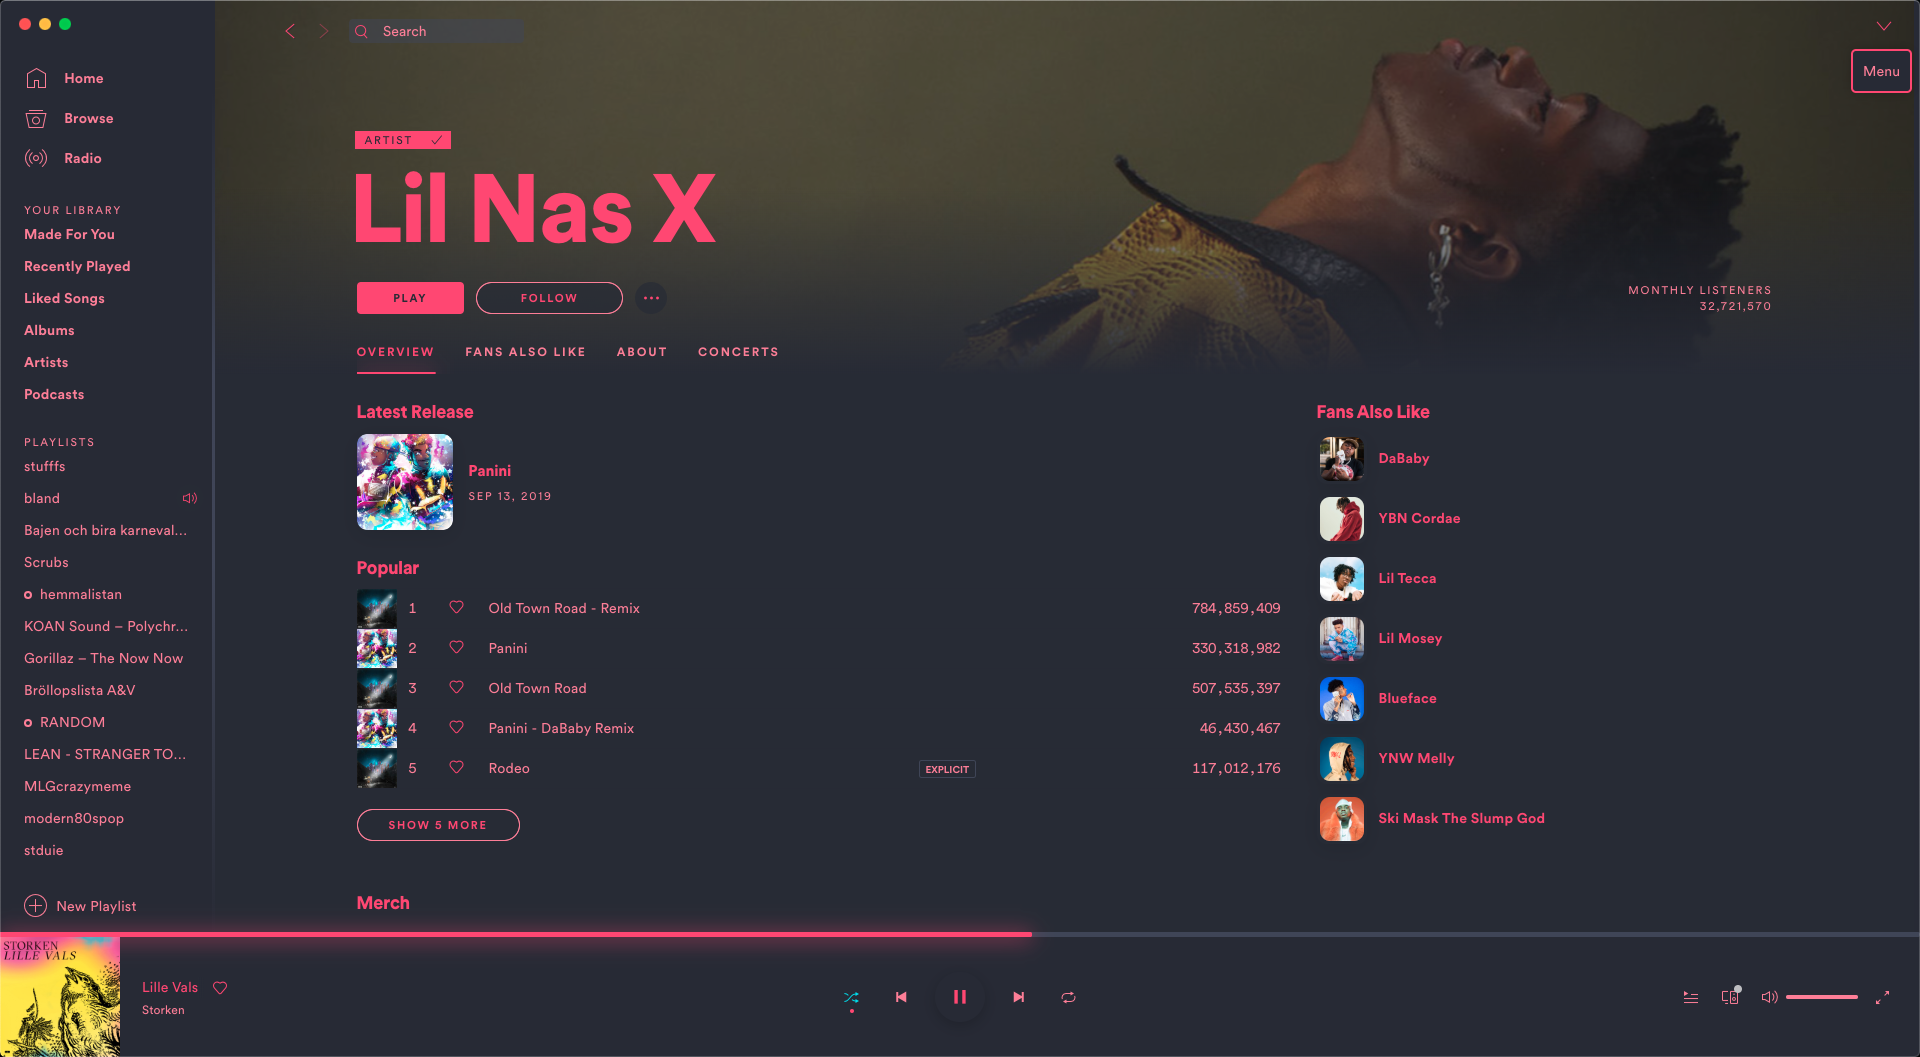 Search
Menu
Home
Browse
Radio
YOUR LIBRARY
Made For You
Recently Played
Liked Songs
Albums
Artists
Podcasts
PLAYLISTS
stufffs
bland
Bajen och bira karneval...
Scrubs
hemmalistan
KOAN Sound – Polychr...
Gorillaz – The Now Now
Bröllopslista A&V
RANDOM
LEAN - STRANGER TO...
MLGcrazymeme
modern80spop
stduie
New Playlist
ARTIST
Lil Nas X
PLAY
FOLLOW
MONTHLY LISTENERS
32,721,570
OVERVIEW FANS ALSO LIKE ABOUT CONCERTS
Latest Release
Panini
SEP 13, 2019
Popular
1 Old Town Road - Remix 784,859,409
2 Panini 330,318,982
3 Old Town Road 507,535,397
4 Panini - DaBaby Remix 46,430,467
5 Rodeo EXPLICIT 117,012,176
SHOW 5 MORE
Merch
Fans Also Like
DaBaby
YBN Cordae
Lil Tecca
Lil Mosey
Blueface
YNW Melly
Ski Mask The Slump God
STORKEN
LILLE VALS
Lille Vals
Storken